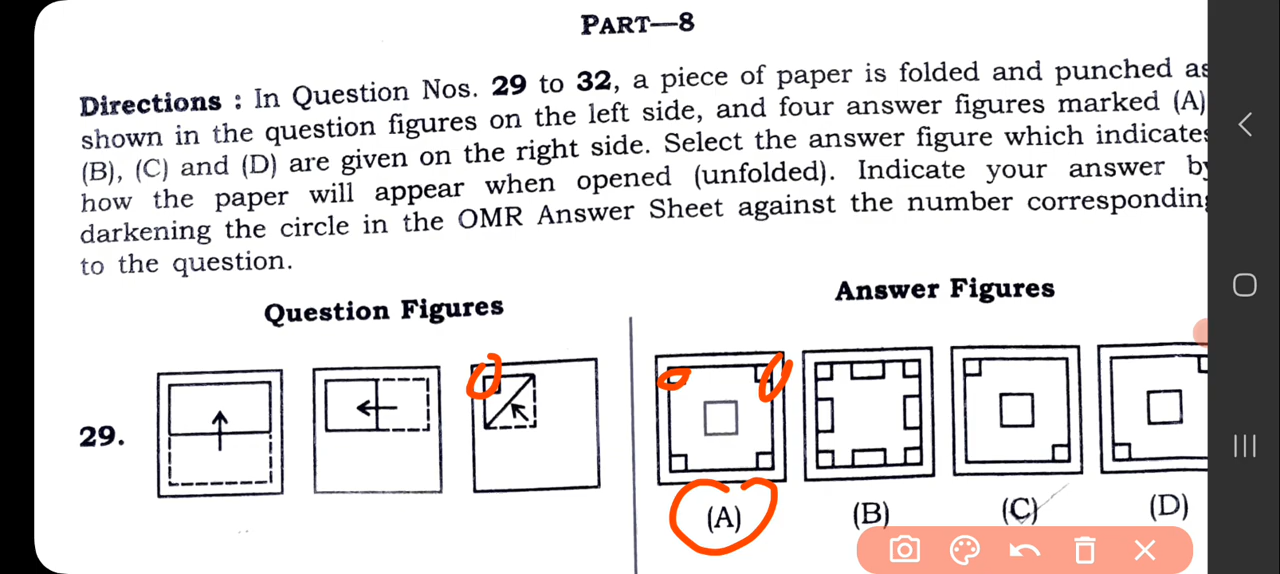 PART—8
Directions : In Question Nos. 29 to 32, a piece of paper is folded and punched as
shown in the question figures on the left side, and four answer figures marked (A)
(B), (C) and (D) are given on the right side. Select the answer figure which indicates
how the paper will appear when opened (unfolded). Indicate your answer by
darkening the circle in the OMR Answer Sheet against the number corresponding
to the question.
Question Figures
Answer Figures
29.
(A)
(B)
(C)
(D)